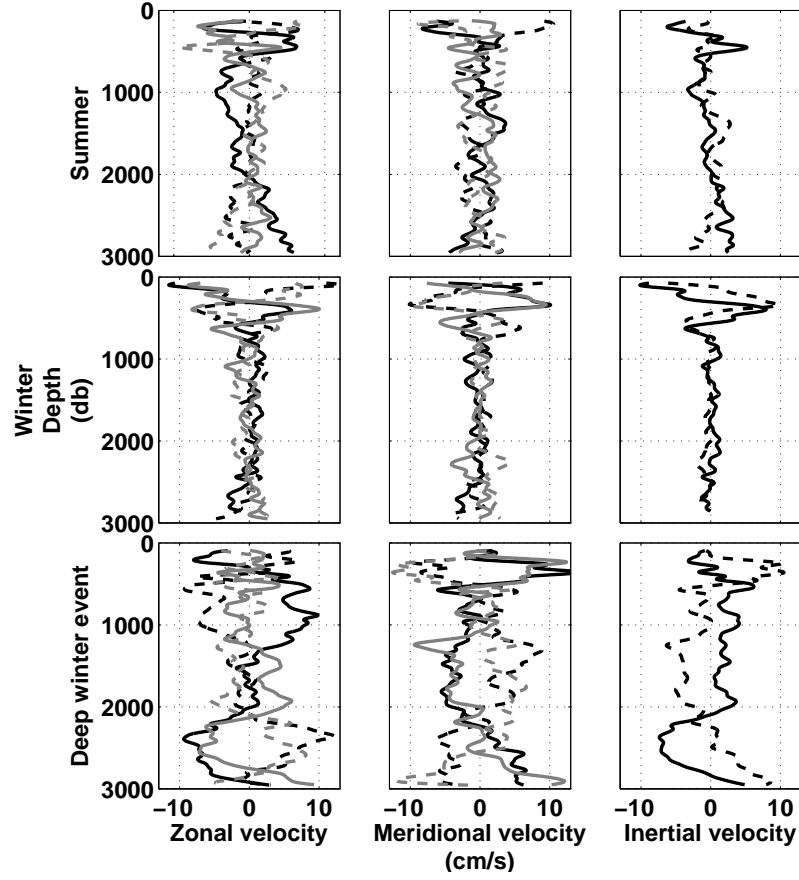 0
1000
2000
3000
Summer
0
1000
2000
3000
Winter
Depth
(db)
0
1000
2000
3000
Deep winter event
−10 0 10
−10 0 10
−10 0 10
Zonal velocity
Meridional velocity
(cm/s)
Inertial velocity